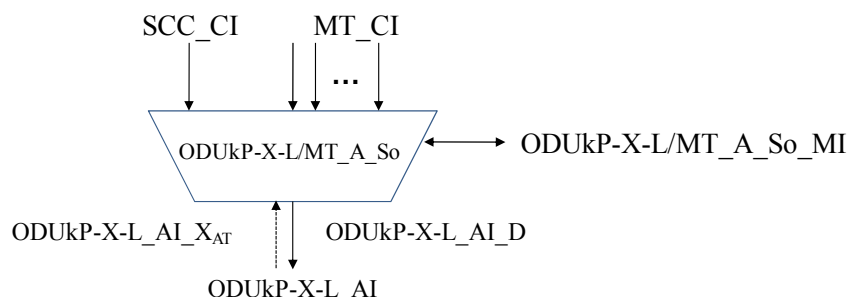 SCC_CI MT_CI
...
ODUkP-X-L/MT_A_So
ODUkP-X-L/MT_A_So_MI
ODUkP-X-L_AI_XAT ODUkP-X-L_AI_D
ODUkP-X-L_AI